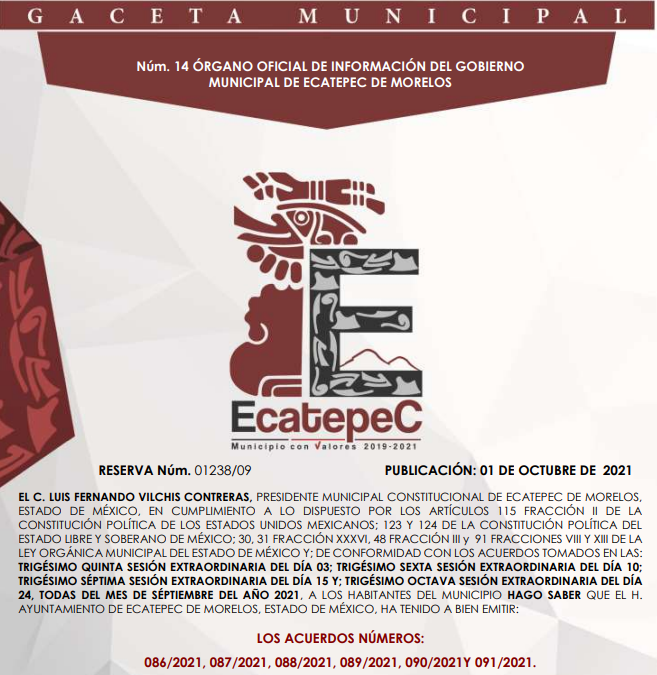 GACETA MUNICIPAL
Núm. 14 ÓRGANO OFICIAL DE INFORMACIÓN DEL GOBIERNO
MUNICIPAL DE ECATEPEC DE MORELOS
EcatepeC
Municipio con Valores 2019-2021
RESERVA Núm. 01238/09 PUBLICACIÓN: 01 DE OCTUBRE DE 2021
EL C. LUIS FERNANDO VILCHIS CONTRERAS, PRESIDENTE MUNICIPAL CONSTITUCIONAL DE ECATEPEC DE MORELOS,
ESTADO DE MÉXICO, EN CUMPLIMIENTO A LO DISPUESTO POR LOS ARTÍCULOS 115 FRACCIÓN II DE LA
CONSTITUCIÓN POLÍTICA DE LOS ESTADOS UNIDOS MEXICANOS; 123 Y 124 DE LA CONSTITUCIÓN POLÍTICA DEL
ESTADO LIBRE Y SOBERANO DE MÉXICO; 30, 31 FRACCIÓN XXXVI, 48 FRACCIÓN III y 91 FRACCIONES VIII Y XIII DE LA
LEY ORGÁNICA MUNICIPAL DEL ESTADO DE MÉXICO Y; DE CONFORMIDAD CON LOS ACUERDOS TOMADOS EN LAS:
TRIGÉSIMO QUINTA SESIÓN EXTRAORDINARIA DEL DÍA 03; TRIGÉSIMO SEXTA SESIÓN EXTRAORDINARIA DEL DÍA 10;
TRIGÉSIMO SÉPTIMA SESIÓN EXTRAORDINARIA DEL DÍA 15 Y; TRIGÉSIMO OCTAVA SESIÓN EXTRAORDINARIA DEL DÍA
24, TODAS DEL MES DE SÉPTIEMBRE DEL AÑO 2021, A LOS HABITANTES DEL MUNICIPIO HAGO SABER QUE EL H.
AYUNTAMIENTO DE ECATEPEC DE MORELOS, ESTADO DE MÉXICO, HA TENIDO A BIEN EMITIR:
LOS ACUERDOS NÚMEROS:
086/2021, 087/2021, 088/2021, 089/2021, 090/2021Y 091/2021.